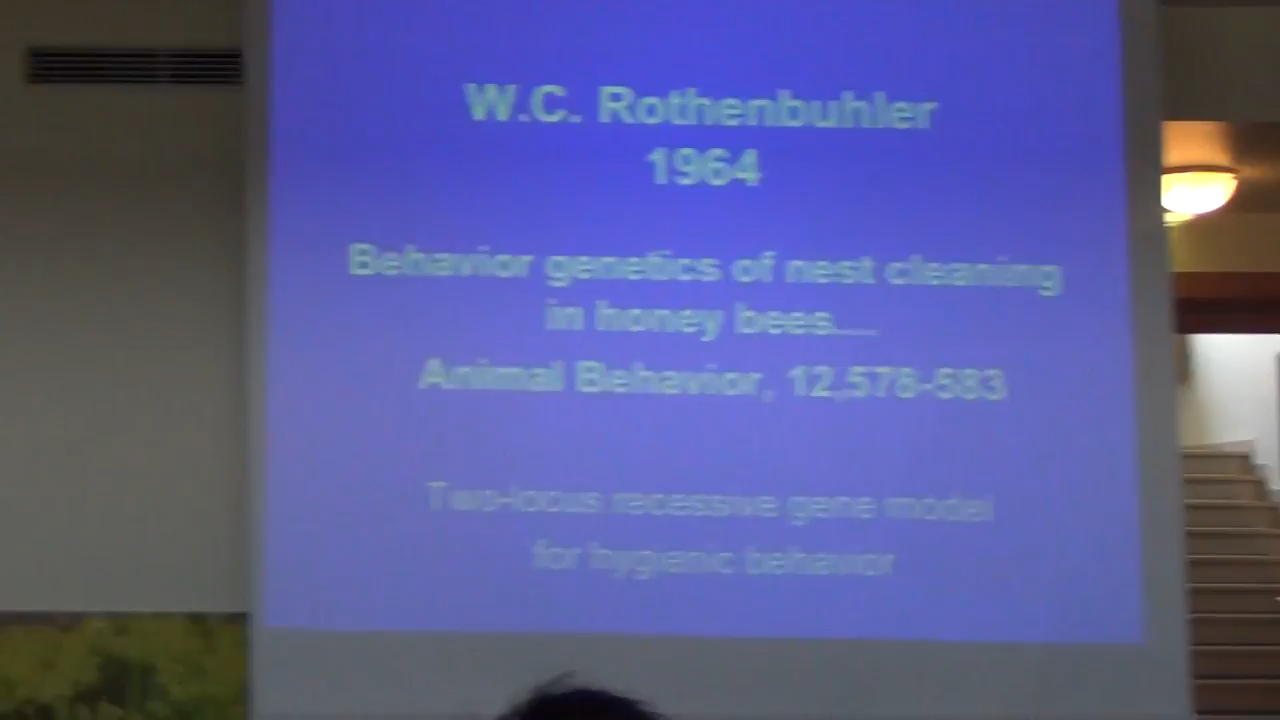 W.C. Rothenbuhler
1964
Behavior genetics of nest cleaning
in honey bees....
Animal Behavior, 12,578-583
Two-locus recessive gene model
for hygienic behavior